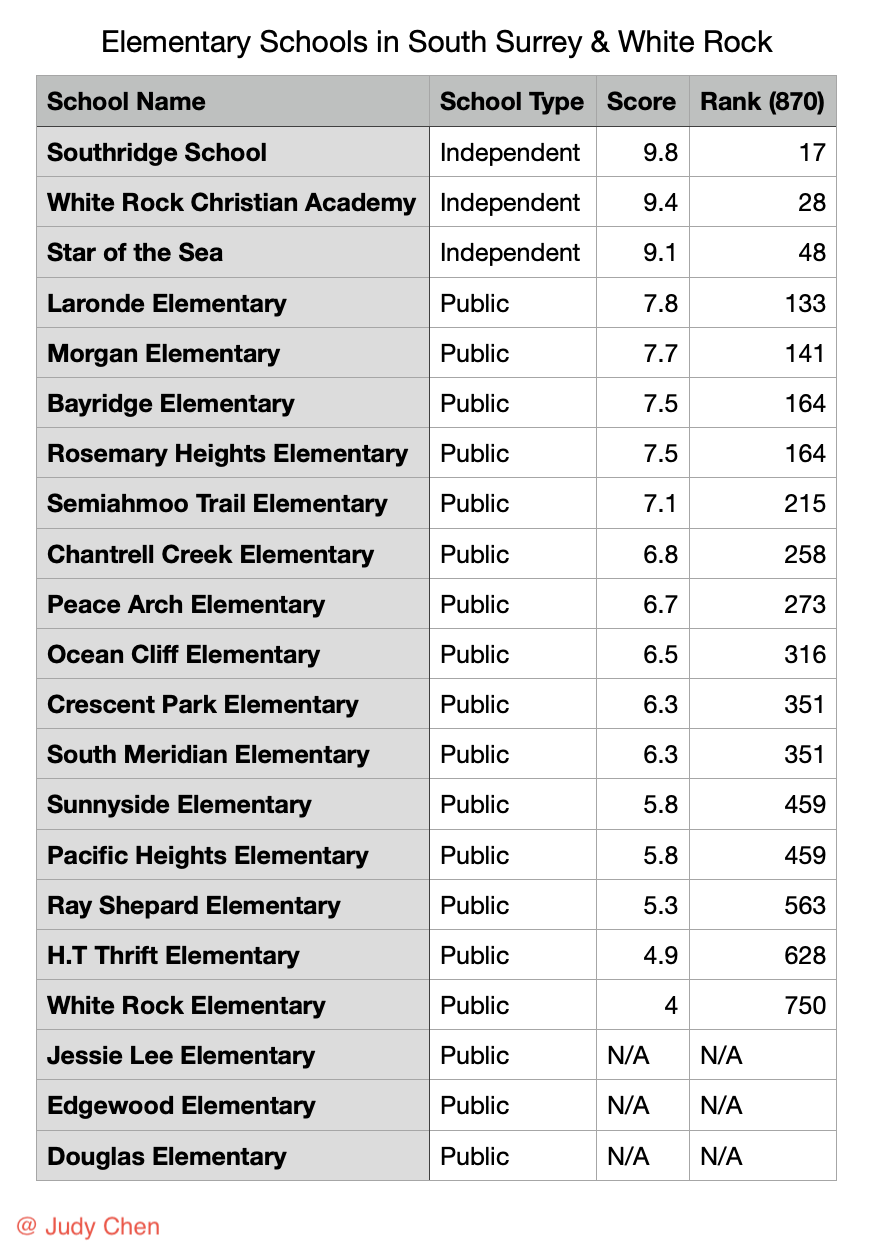 Elementary Schools in South Surrey & White Rock
School Name School Type Score Rank (870)
Southridge School Independent 9.8 17
White Rock Christian Academy Independent 9.4 28
Star of the Sea Independent 9.1 48
Laronde Elementary Public 7.8 133
Morgan Elementary Public 7.7 141
Bayridge Elementary Public 7.5 164
Rosemary Heights Elementary Public 7.5 164
Semiahmoo Trail Elementary Public 7.1 215
Chantrell Creek Elementary Public 6.8 258
Peace Arch Elementary Public 6.7 273
Ocean Cliff Elementary Public 6.5 316
Crescent Park Elementary Public 6.3 351
South Meridian Elementary Public 6.3 351
Sunnyside Elementary Public 5.8 459
Pacific Heights Elementary Public 5.8 459
Ray Shepard Elementary Public 5.3 563
H.T Thrift Elementary Public 4.9 628
White Rock Elementary Public 4 750
Jessie Lee Elementary Public N/A N/A
Edgewood Elementary Public N/A N/A
Douglas Elementary Public N/A N/A
@ Judy Chen